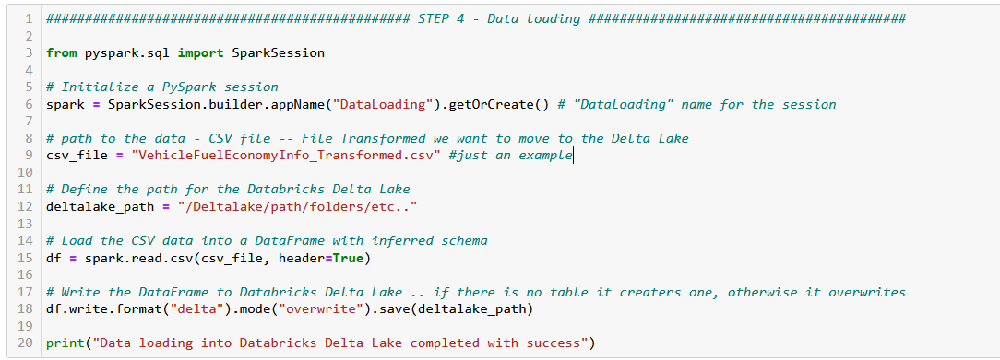 1 ############################################### STEP 4 - Data loading #########################################
2
3 from pyspark.sql import SparkSession
4
5 # Initialize a PySpark session
6 spark = SparkSession.builder.appName("DataLoading").getOrCreate() # "DataLoading" name for the session
7
8 # path to the data - CSV file -- File Transformed we want to move to the Delta Lake
9 csv_file = "VehicleFuelEconomyInfo_Transformed.csv" #just an example
10
11 # Define the path for the Databricks Delta Lake
12 deltalake_path = "/Deltalake/path/folders/etc.."
13
14 # Load the CSV data into a DataFrame with inferred schema
15 df = spark.read.csv(csv_file, header=True)
16
17 # Write the DataFrame to Databricks Delta Lake .. if there is no table it creaters one, otherwise it overwrites
18 df.write.format("delta").mode("overwrite").save(deltalake_path)
19
20 print("Data loading into Databricks Delta Lake completed with success")